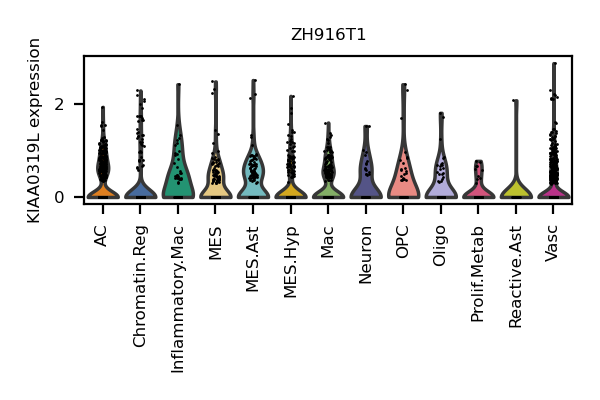 ZH916T1
KIAA0319L expression
2
0
AC
Chromatin.Reg
Inflammatory.Mac
MES
MES.Ast
MES.Hyp
Mac
Neuron
OPC
Oligo
Prolif.Metab
Reactive.Ast
Vasc